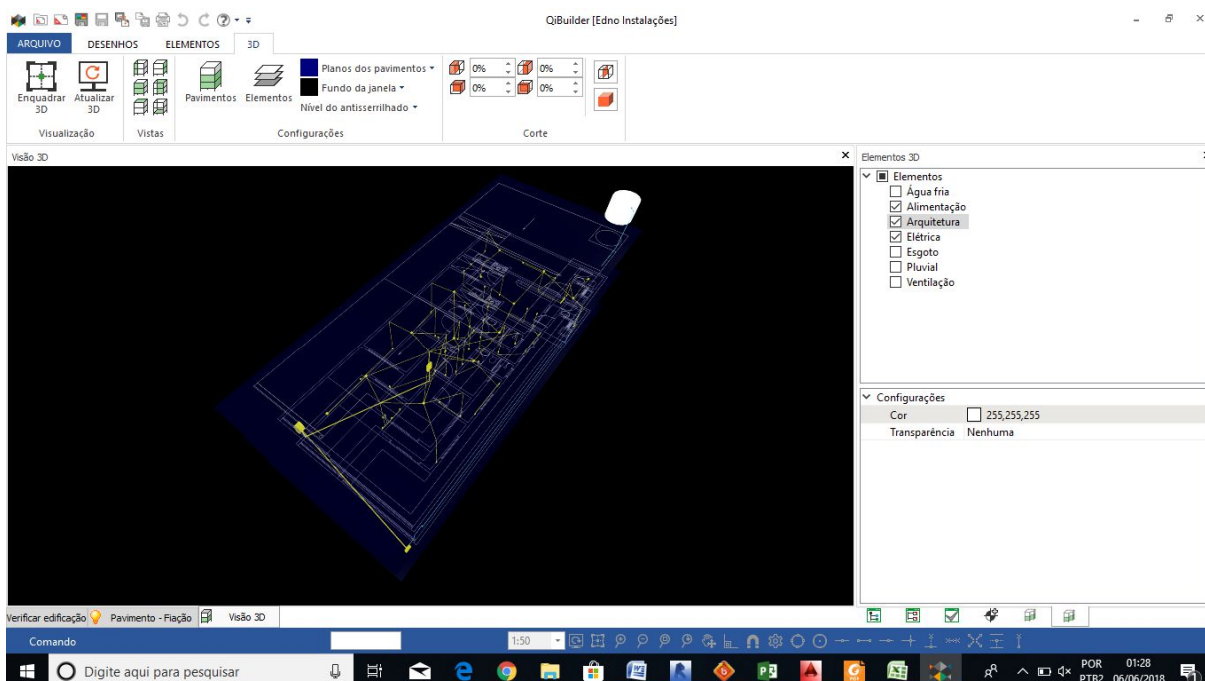 QiBuilder [Edno Instalações]
ARQUIVO DESENHOS ELEMENTOS 3D
Enquadrar 3D
Atualizar 3D
Pavimentos
Elementos
Planos dos pavimentos
Fundo da janela
Nível do antisserrilhado
0% 0%
0% 0%
Visualização Vistas Configurações Corte
Visão 3D
Elementos 3D
Elementos
Água fria
Alimentação
Arquitetura
Elétrica
Esgoto
Pluvial
Ventilação
Configurações
Cor 255,255,255
Transparência Nenhuma
Verificar edificação Pavimento - Fiação Visão 3D
Comando 1:50
Digite aqui para pesquisar
POR 01:28
PTB2 06/06/2018